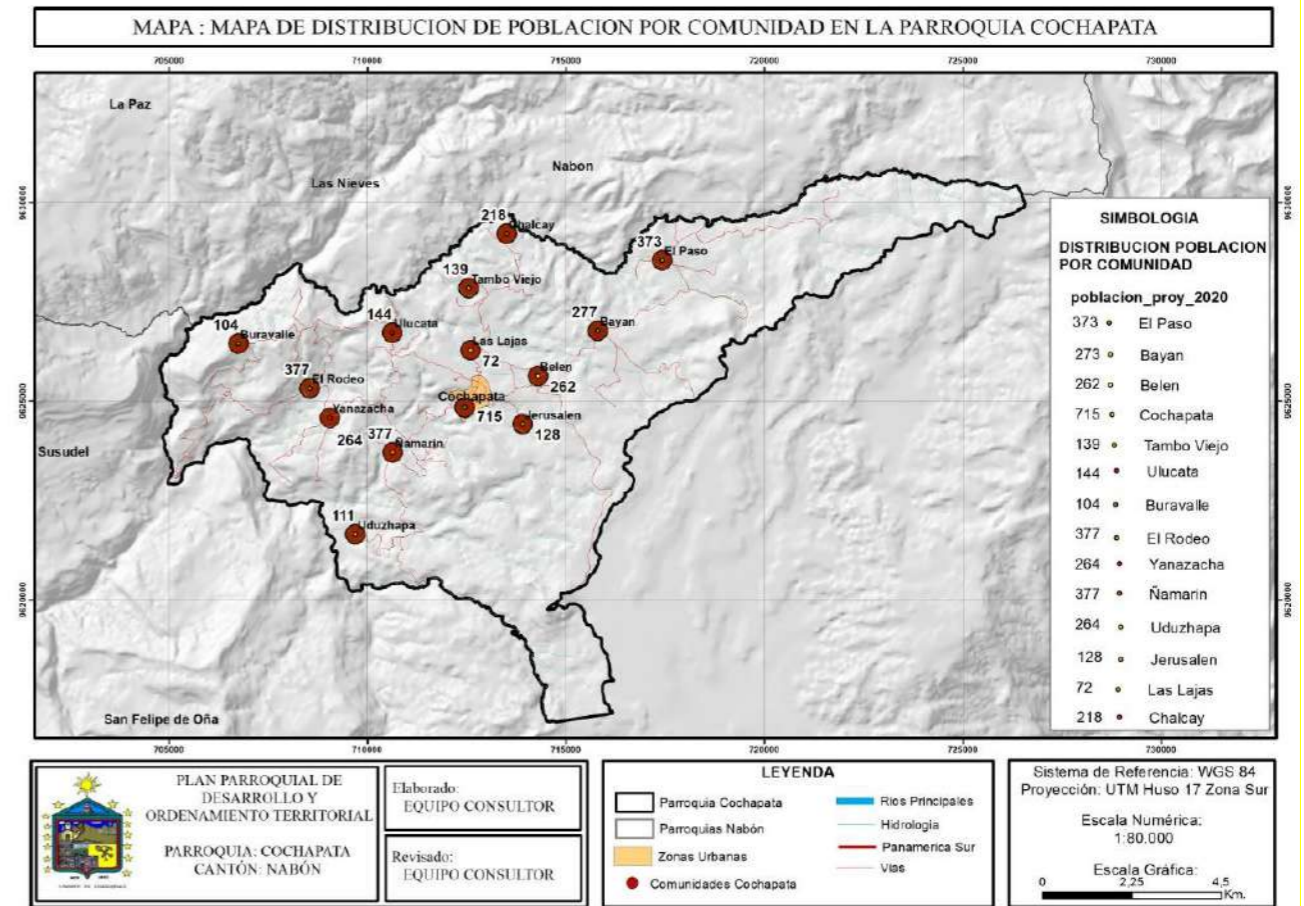 MAPA : MAPA DE DISTRIBUCION DE POBLACION POR COMUNIDAD EN LA PARROQUIA COCHAPATA
705000 710000 715000 720000 725000 730000
La Paz
Nabon
Las Nieves
9630000 9630000
218
Chalcay
373
El Paso
139
Tambo Viejo
277
Bayan
144
Ulucata
104
Buravalle
Las Lajas
72
Belen
262
377
El Rodeo
Cochapata
715
9625000 9625000
Yanazacha
264
Jerusalen
128
377
Ñamarin
Susudel
111
Uduzhapa
9620000 9620000
San Felipe de Oña
705000 710000 715000 720000 725000 730000
SIMBOLOGIA
DISTRIBUCION POBLACION
POR COMUNIDAD
poblacion_proy_2020
373 El Paso
273 Bayan
262 Belen
715 Cochapata
139 Tambo Viejo
144 Ulucata
104 Buravalle
377 El Rodeo
264 Yanazacha
377 Ñamarin
264 Uduzhapa
128 Jerusalen
72 Las Lajas
218 Chalcay
PLAN PARROQUIAL DE
DESARROLLO Y
ORDENAMIENTO TERRITORIAL
PARROQUIA: COCHAPATA
CANTÓN: NABÓN
Elaborado:
EQUIPO CONSULTOR
Revisado:
EQUIPO CONSULTOR
LEYENDA
Parroquia Cochapata
Parroquias Nabón
Zonas Urbanas
Comunidades Cochapata
Rios Principales
Hidrologia
Panamerica Sur
Vias
Sistema de Referencia: WGS 84
Proyección: UTM Huso 17 Zona Sur
Escala Numérica:
1:80.000
Escala Gráfica:
0 2,25 4,5
Km.